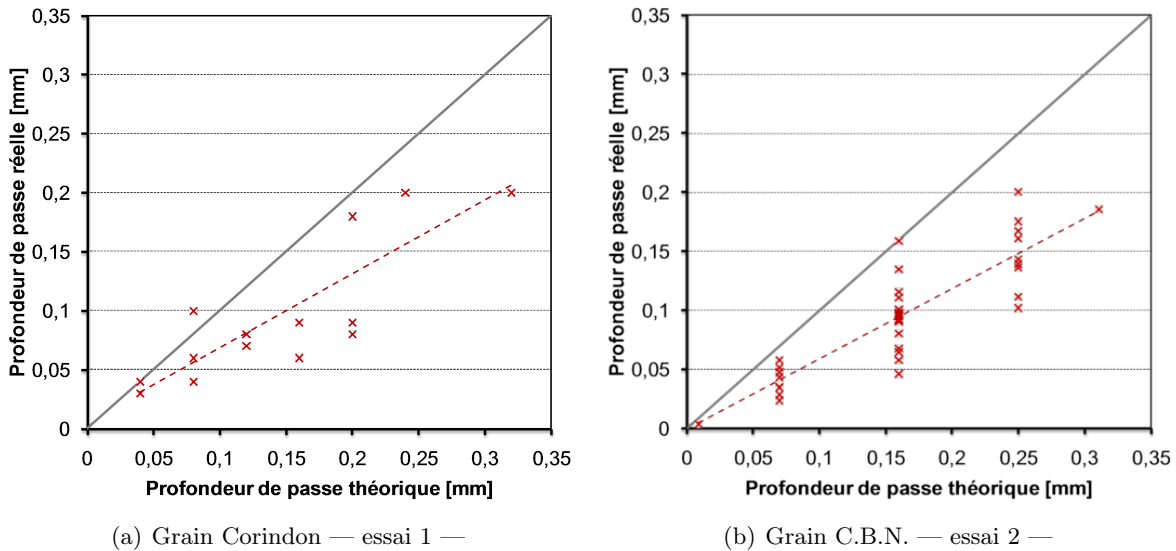 0,35
0,3
0,25
0,2
0,15
0,1
0,05
0
Profondeur de passe réelle [mm]
0 0,05 0,1 0,15 0,2 0,25 0,3 0,35
Profondeur de passe théorique [mm]
(a) Grain Corindon — essai 1 —
0,35
0,3
0,25
0,2
0,15
0,1
0,05
0
Profondeur de passe réelle [mm]
0 0,05 0,1 0,15 0,2 0,25 0,3 0,35
Profondeur de passe théorique [mm]
(b) Grain C.B.N. — essai 2 —